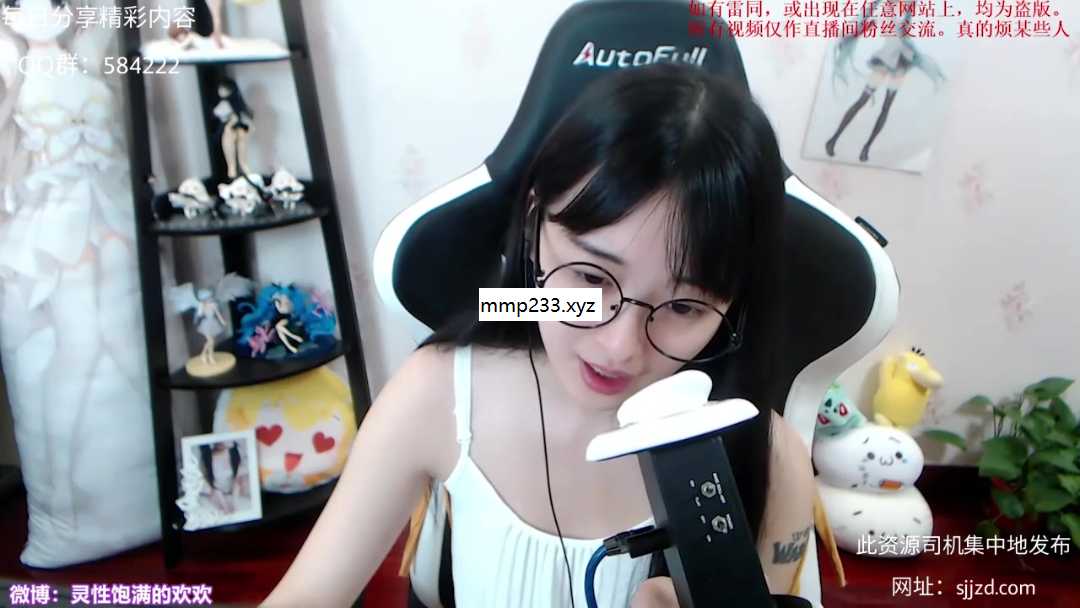 每日分享精彩内容
QQ群：584222
如有雷同，或出现在任意网站上，均为盗版。
所有视频仅作直播间粉丝交流。真的烦某些人
AutoFull
mmp233.xyz
此资源司机集中地发布
网址：sjjzd.com
微博：灵性饱满的欢欢